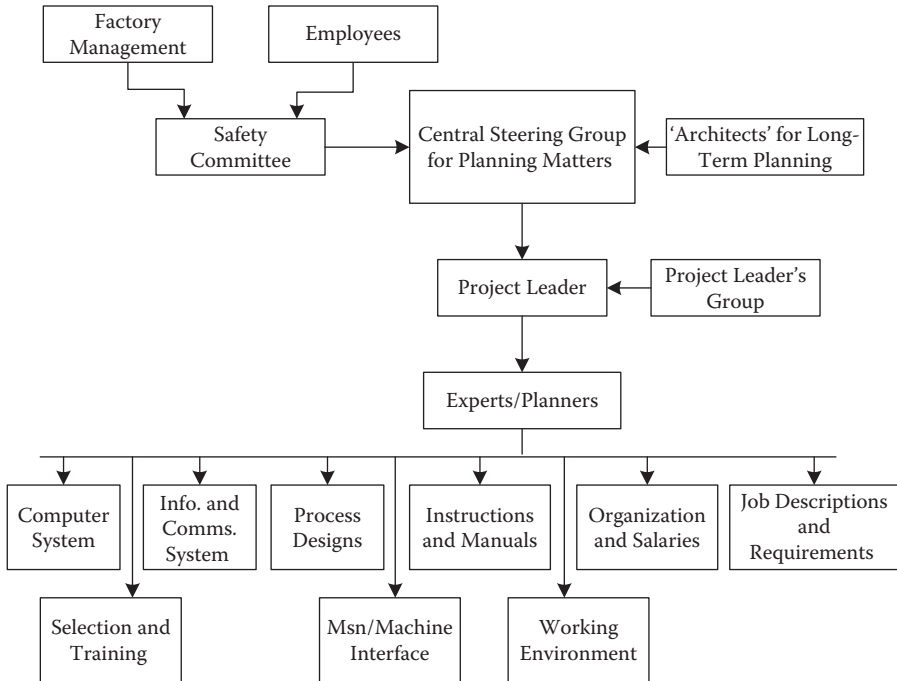 Factory
Management
Employees
Safety
Committee
Central Steering Group
for Planning Matters
'Architects' for Long-
Term Planning
Project Leader
Project Leader's
Group
Experts/Planners
Computer
System
Info. and
Comms.
System
Process
Designs
Instructions
and Manuals
Organization
and Salaries
Job Descriptions
and
Requirements
Selection and
Training
Msn/Machine
Interface
Working
Environment